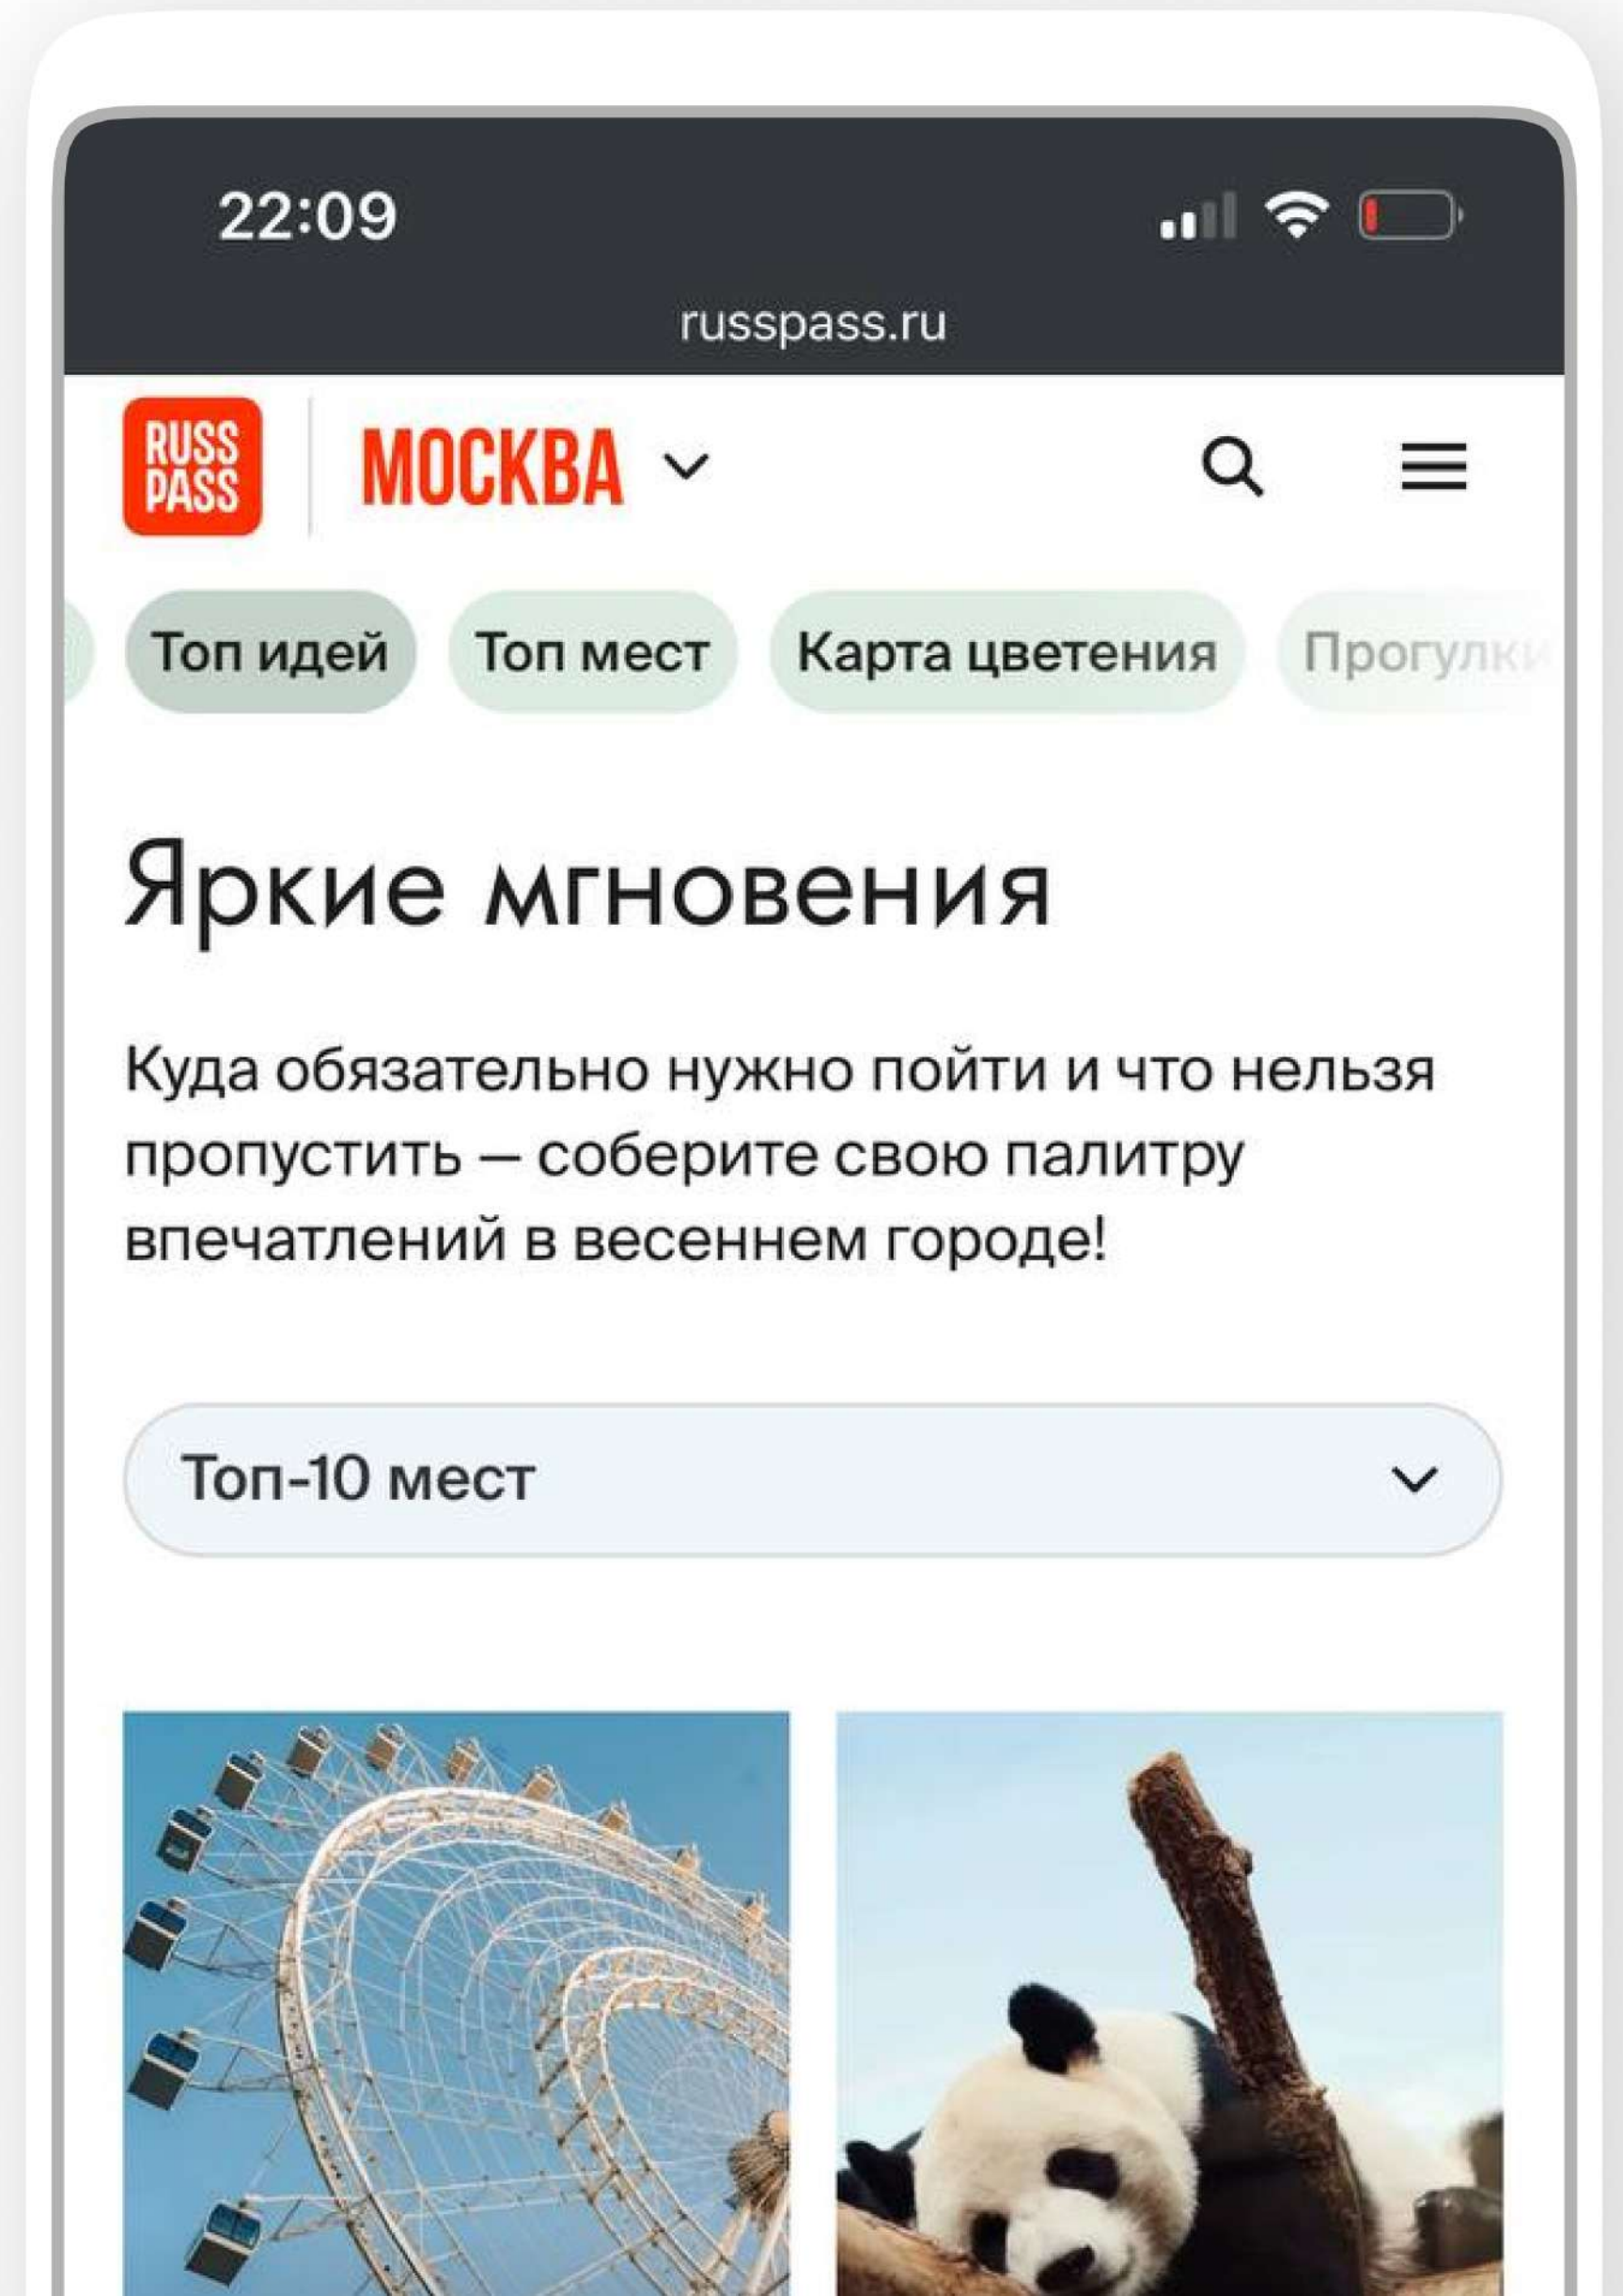 22:09
russpass.ru
RUSS
PASS
МОСКВА
Топ идей
Топ мест
Карта цветения
Прогулки
Яркие мгновения
Куда обязательно нужно пойти и что нельзя
пропустить — соберите свою палитру
впечатлений в весеннем городе!
Топ-10 мест